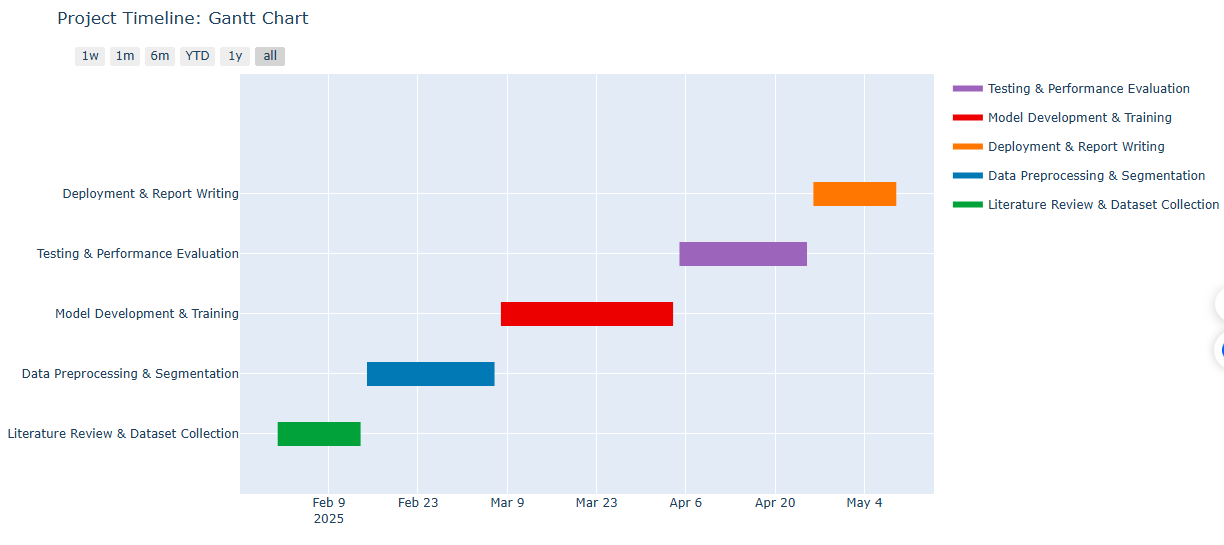 Project Timeline: Gantt Chart
1w 1m 6m YTD 1y all
Testing & Performance Evaluation
Model Development & Training
Deployment & Report Writing
Data Preprocessing & Segmentation
Literature Review & Dataset Collection
Deployment & Report Writing
Testing & Performance Evaluation
Model Development & Training
Data Preprocessing & Segmentation
Literature Review & Dataset Collection
Feb 9 Feb 23 Mar 9 Mar 23 Apr 6 Apr 20 May 4
2025